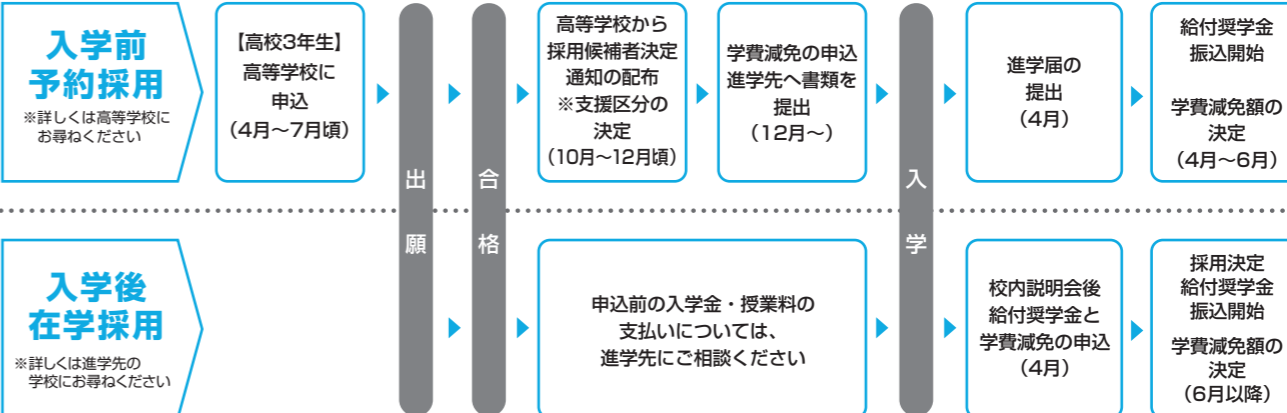 入学前
予約採用
※詳しくは高等学校に
お尋ねください
【高校3年生】
高等学校に
申込
（4月～7月頃）
出願
合格
高等学校から
採用候補者決定
通知の配布
※支援区分の
決定
（10月～12月頃）
学費減免の申込
進学先へ書類を
提出
（12月～）
入学
進学届の
提出
（4月）
給付奨学金
振込開始
学費減免額の
決定
（4月～6月）
入学後
在学採用
※詳しくは進学先の
学校にお尋ねください
申込前の入学金・授業料の
支払いについては、
進学先にご相談ください
校内説明会後
給付奨学金と
学費減免の申込
（4月）
採用決定
給付奨学金
振込開始
学費減免額の
決定
（6月以降）